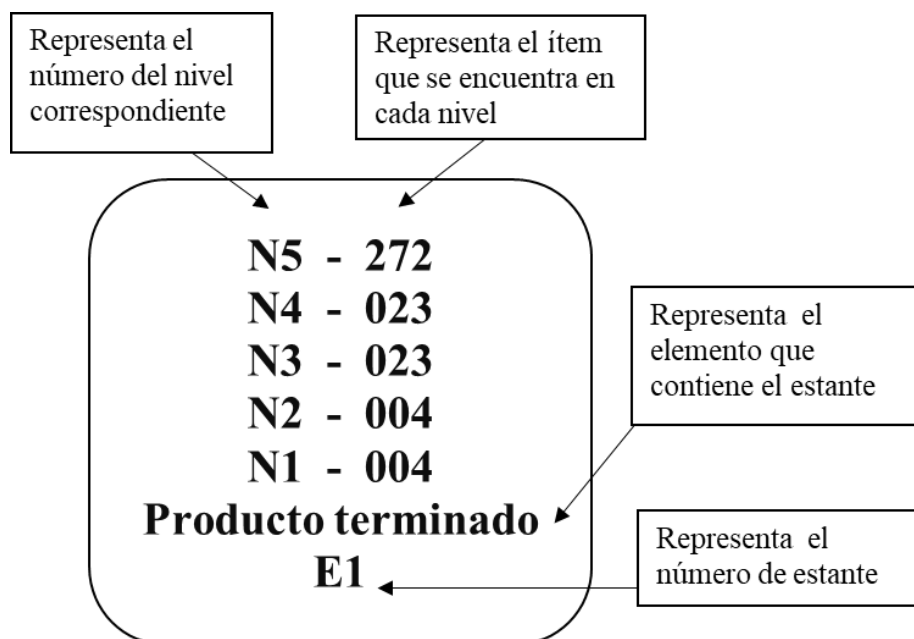 Representa el
número del nivel
correspondiente
Representa el ítem
que se encuentra en
cada nivel
N5 - 272
N4 - 023
N3 - 023
N2 - 004
N1 - 004
Producto terminado
E1
Representa el
elemento que
contiene el estante
Representa el
número de estante